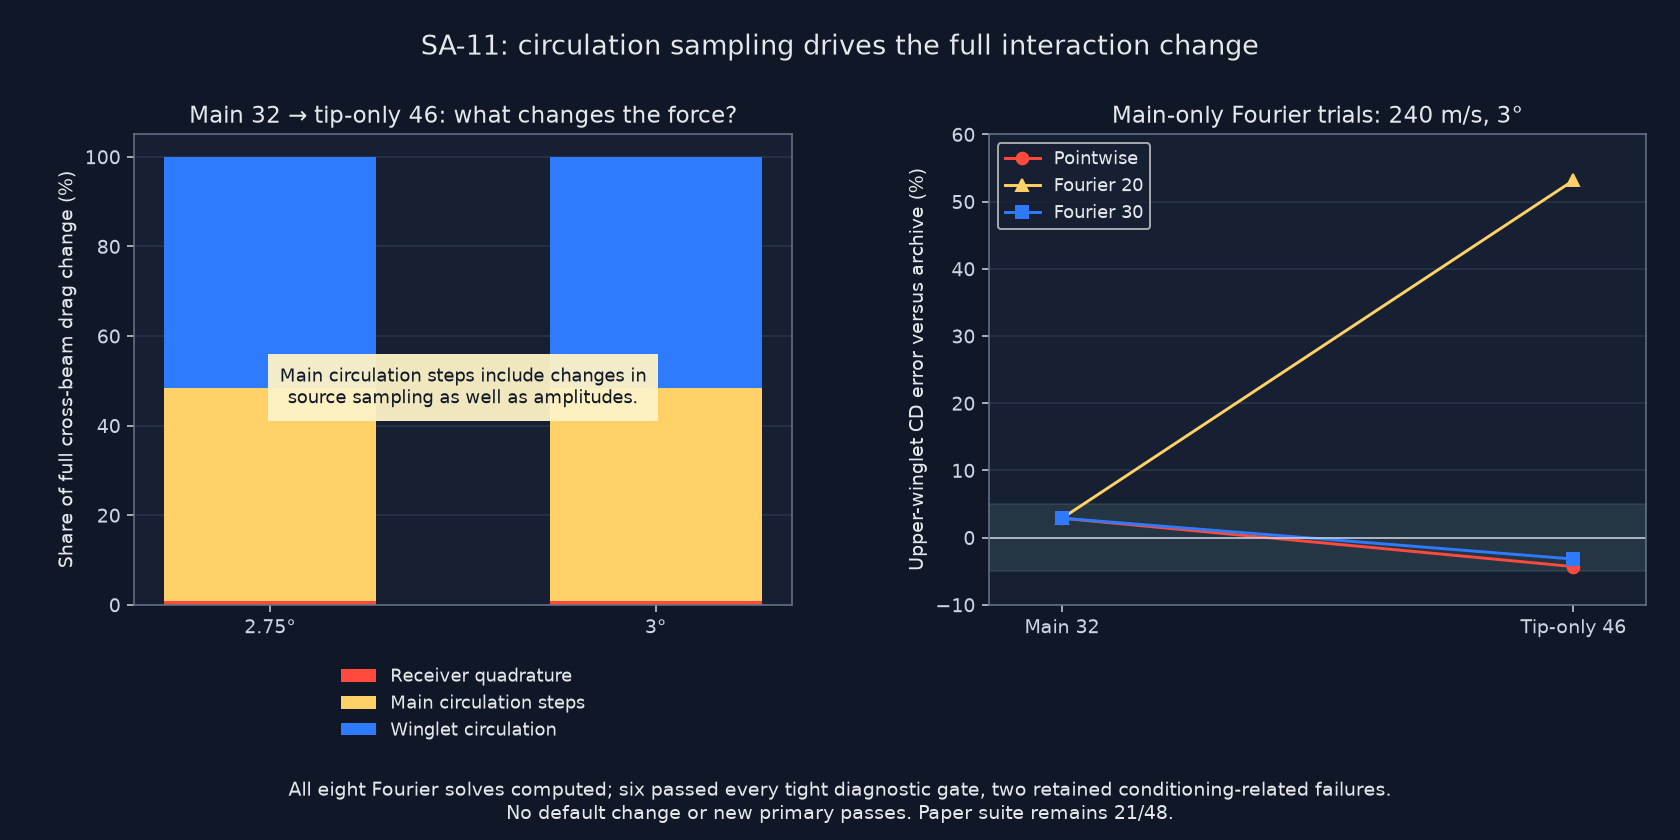 SA-11: circulation sampling drives the full interaction change
Main 32 → tip-only 46: what changes the force?
Share of full cross-beam drag change (%)
100
80
60
40
20
0
Main circulation steps include changes in
source sampling as well as amplitudes.
2.75°
3°
Receiver quadrature
Main circulation steps
Winglet circulation
Main-only Fourier trials: 240 m/s, 3°
Upper-winglet CD error versus archive (%)
60
50
40
30
20
10
0
−10
Pointwise
Fourier 20
Fourier 30
Main 32
Tip-only 46
All eight Fourier solves computed; six passed every tight diagnostic gate, two retained conditioning-related failures.
No default change or new primary passes. Paper suite remains 21/48.